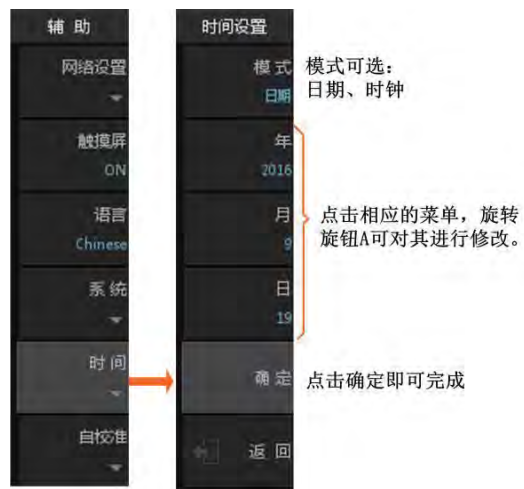 辅 助
网络设置
触摸屏
ON
语言
Chinese
系 统
时 间
自校准
时间设置
模 式
日期
年
2016
月
9
日
19
确 定
返 回
模式可选：
日期、时钟
点击相应的菜单，旋转
旋钮A可对其进行修改。
点击确定即可完成